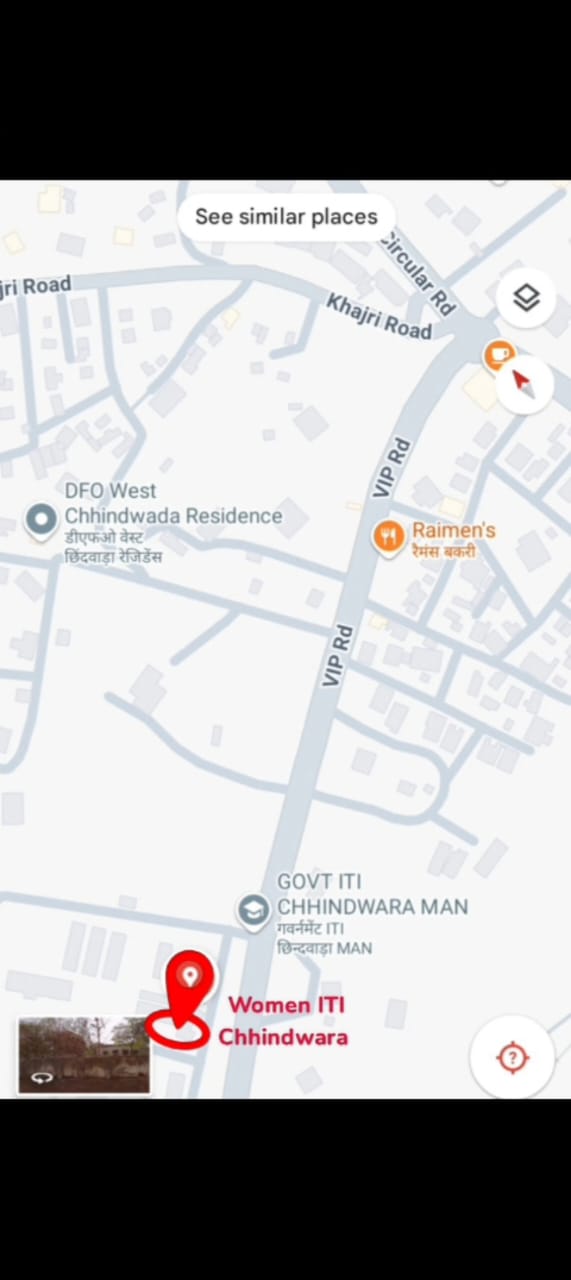 See similar places
Circular Rd
jri Road
Khajri Road
VIP Rd
DFO West
Chhindwada Residence
डीएफओ वेस्ट
छिंदवाड़ा रेजिडेंस
Raimen's
रैमंस बकरी
VIP Rd
GOVT ITI
CHHINDWARA MAN
गवर्नमेंट ITI
छिन्दवाड़ा MAN
Women ITI
Chhindwara
?